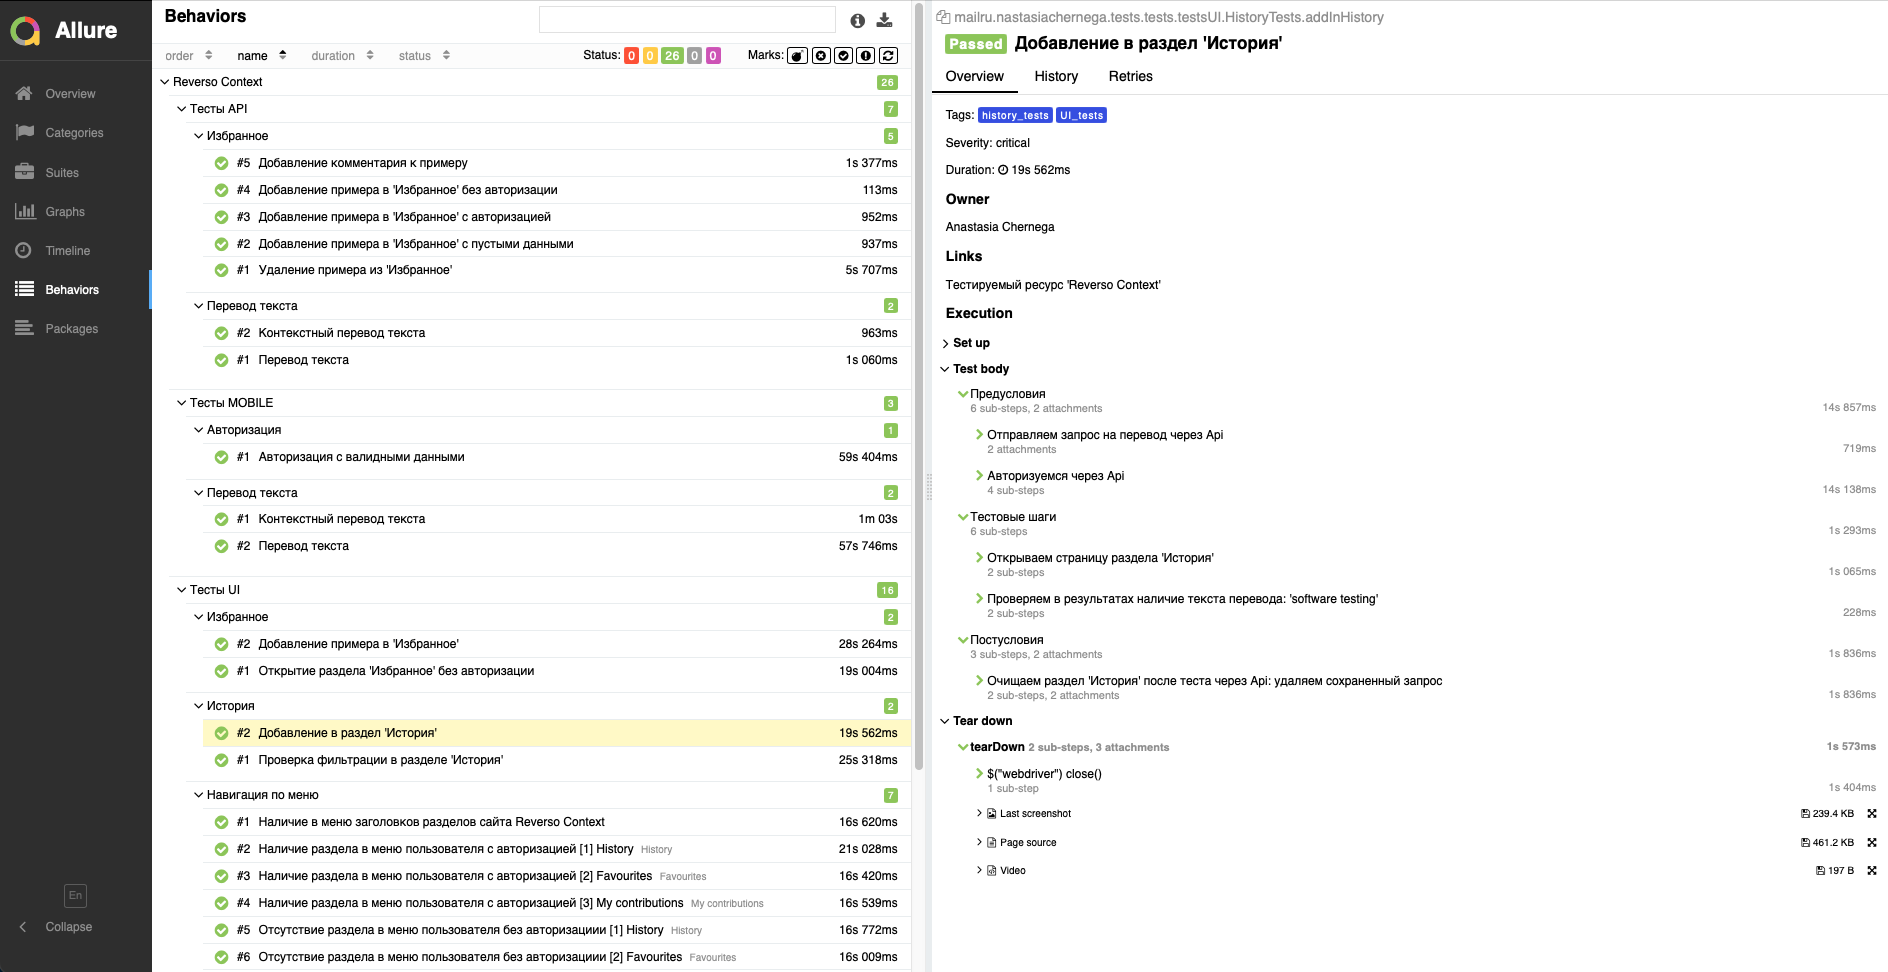 Allure
Overview
Categories
Suites
Graphs
Timeline
Behaviors
Packages
En
Collapse
Behaviors
order name duration status Status: 0 0 26 0 0 Marks:
Reverso Context 26
Тесты API 7
Избранное 5
#5 Добавление комментария к примеру 1s 377ms
#4 Добавление примера в 'Избранное' без авторизации 113ms
#3 Добавление примера в 'Избранное' с авторизацией 952ms
#2 Добавление примера в 'Избранное' с пустыми данными 937ms
#1 Удаление примера из 'Избранное' 5s 707ms
Перевод текста 2
#2 Контекстный перевод текста 963ms
#1 Перевод текста 1s 060ms
Тесты MOBILE 3
Авторизация 1
#1 Авторизация с валидными данными 59s 404ms
Перевод текста 2
#1 Контекстный перевод текста 1m 03s
#2 Перевод текста 57s 746ms
Тесты UI 16
Избранное 2
#2 Добавление примера в 'Избранное' 28s 264ms
#1 Открытие раздела 'Избранное' без авторизации 19s 004ms
История 2
#2 Добавление в раздел 'История' 19s 562ms
#1 Проверка фильтрации в разделе 'История' 25s 318ms
Навигация по меню 7
#1 Наличие в меню заголовков разделов сайта Reverso Context 16s 620ms
#2 Наличие раздела в меню пользователя с авторизацией [1] History History 21s 028ms
#3 Наличие раздела в меню пользователя с авторизацией [2] Favourites Favourites 16s 420ms
#4 Наличие раздела в меню пользователя с авторизацией [3] My contributions My contributions 16s 539ms
#5 Отсутствие раздела в меню пользователя без авторизациии [1] History History 16s 772ms
#6 Отсутствие раздела в меню пользователя без авторизациии [2] Favourites Favourites 16s 009ms
mailru.nastasiachernega.tests.tests.testsUI.HistoryTests.addInHistory
Passed Добавление в раздел 'История'
Overview History Retries
Tags: history_tests UI_tests
Severity: critical
Duration: 19s 562ms
Owner
Anastasia Chernega
Links
Тестируемый ресурс 'Reverso Context'
Execution
Set up
Test body
Предусловия
6 sub-steps, 2 attachments 14s 857ms
Отправляем запрос на перевод через Api
2 attachments 719ms
Авторизуемся через Api
4 sub-steps 14s 138ms
Тестовые шаги
6 sub-steps 1s 293ms
Открываем страницу раздела 'История'
2 sub-steps 1s 065ms
Проверяем в результатах наличие текста перевода: 'software testing'
2 sub-steps 228ms
Постусловия
3 sub-steps, 2 attachments 1s 836ms
Очищаем раздел 'История' после теста через Api: удаляем сохраненный запрос
2 sub-steps, 2 attachments 1s 836ms
Tear down
tearDown 2 sub-steps, 3 attachments 1s 573ms
$("webdriver") close()
1 sub-step 1s 404ms
Last screenshot 239.4 KB
Page source 461.2 KB
Video 197 B